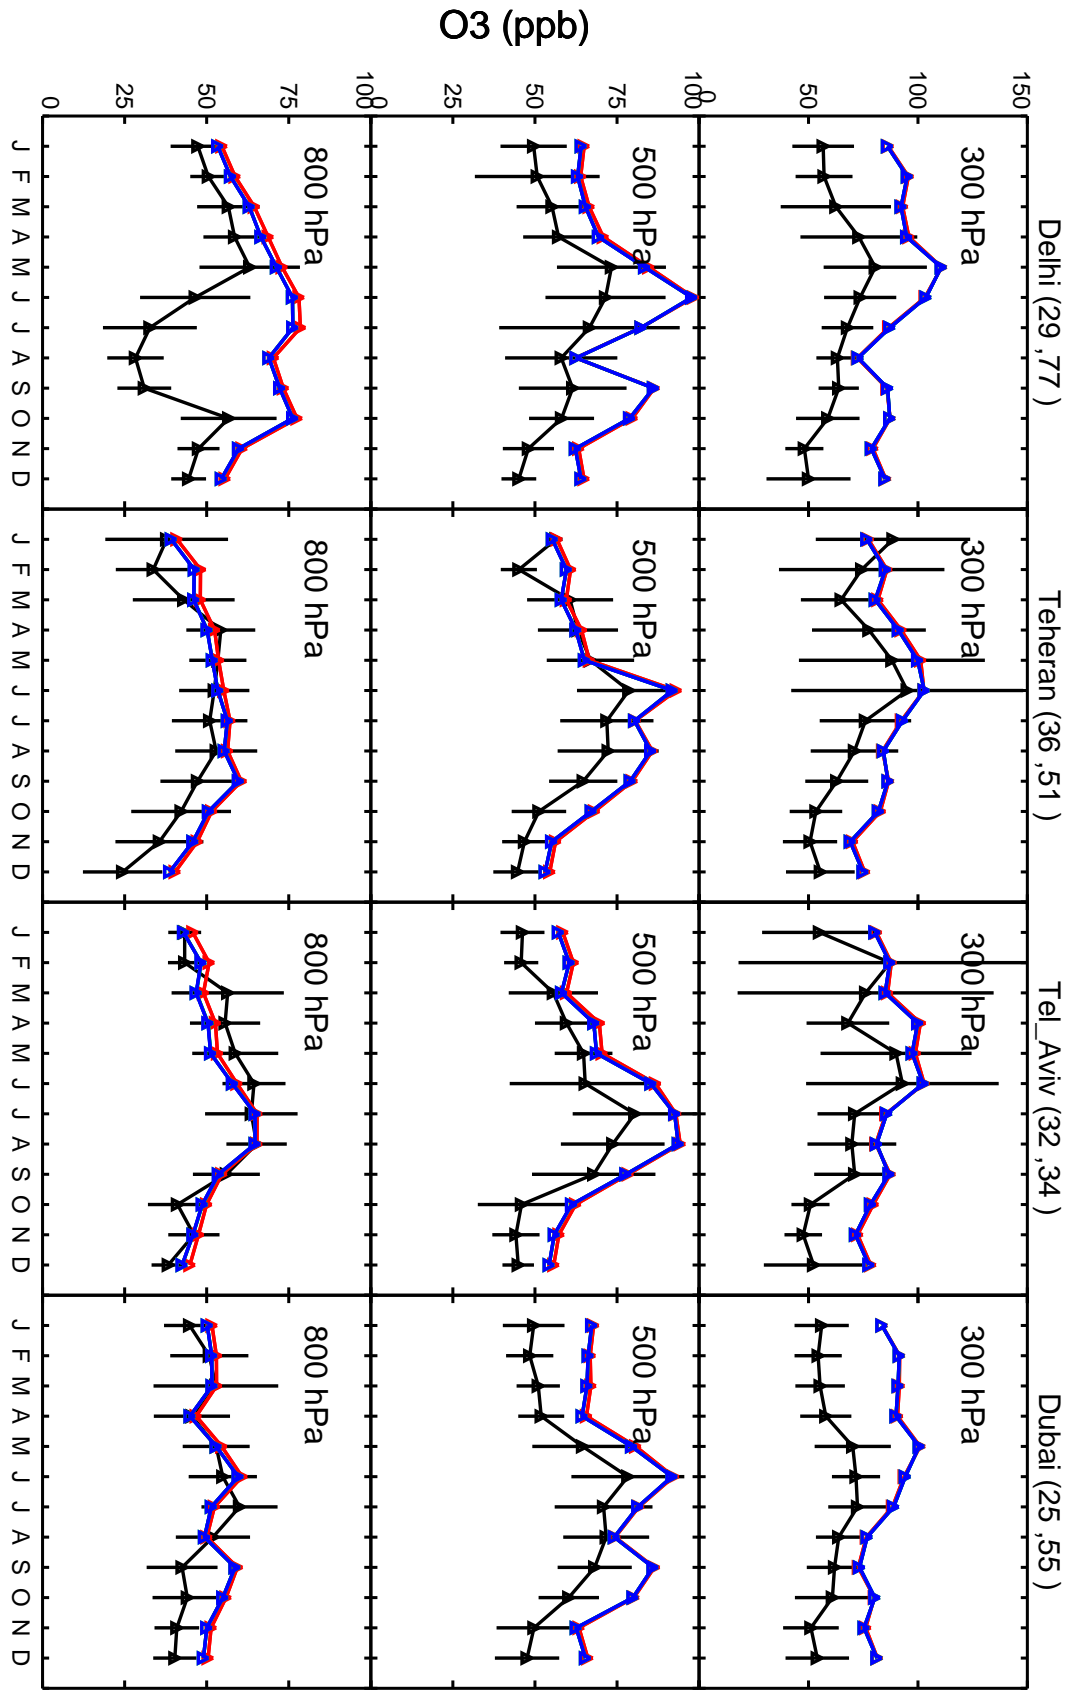 Delhi (29 ,77 )
Teheran (36 ,51 )
Tel_Aviv (32 ,34 )
Dubai (25 ,55 )
O3 (ppb)
150
100
50
0
300 hPa
300 hPa
300 hPa
300 hPa
100
75
50
25
0
500 hPa
500 hPa
500 hPa
500 hPa
100
75
50
25
0
800 hPa
800 hPa
800 hPa
800 hPa
J F M A M J J A S O N D
J F M A M J J A S O N D
J F M A M J J A S O N D
J F M A M J J A S O N D